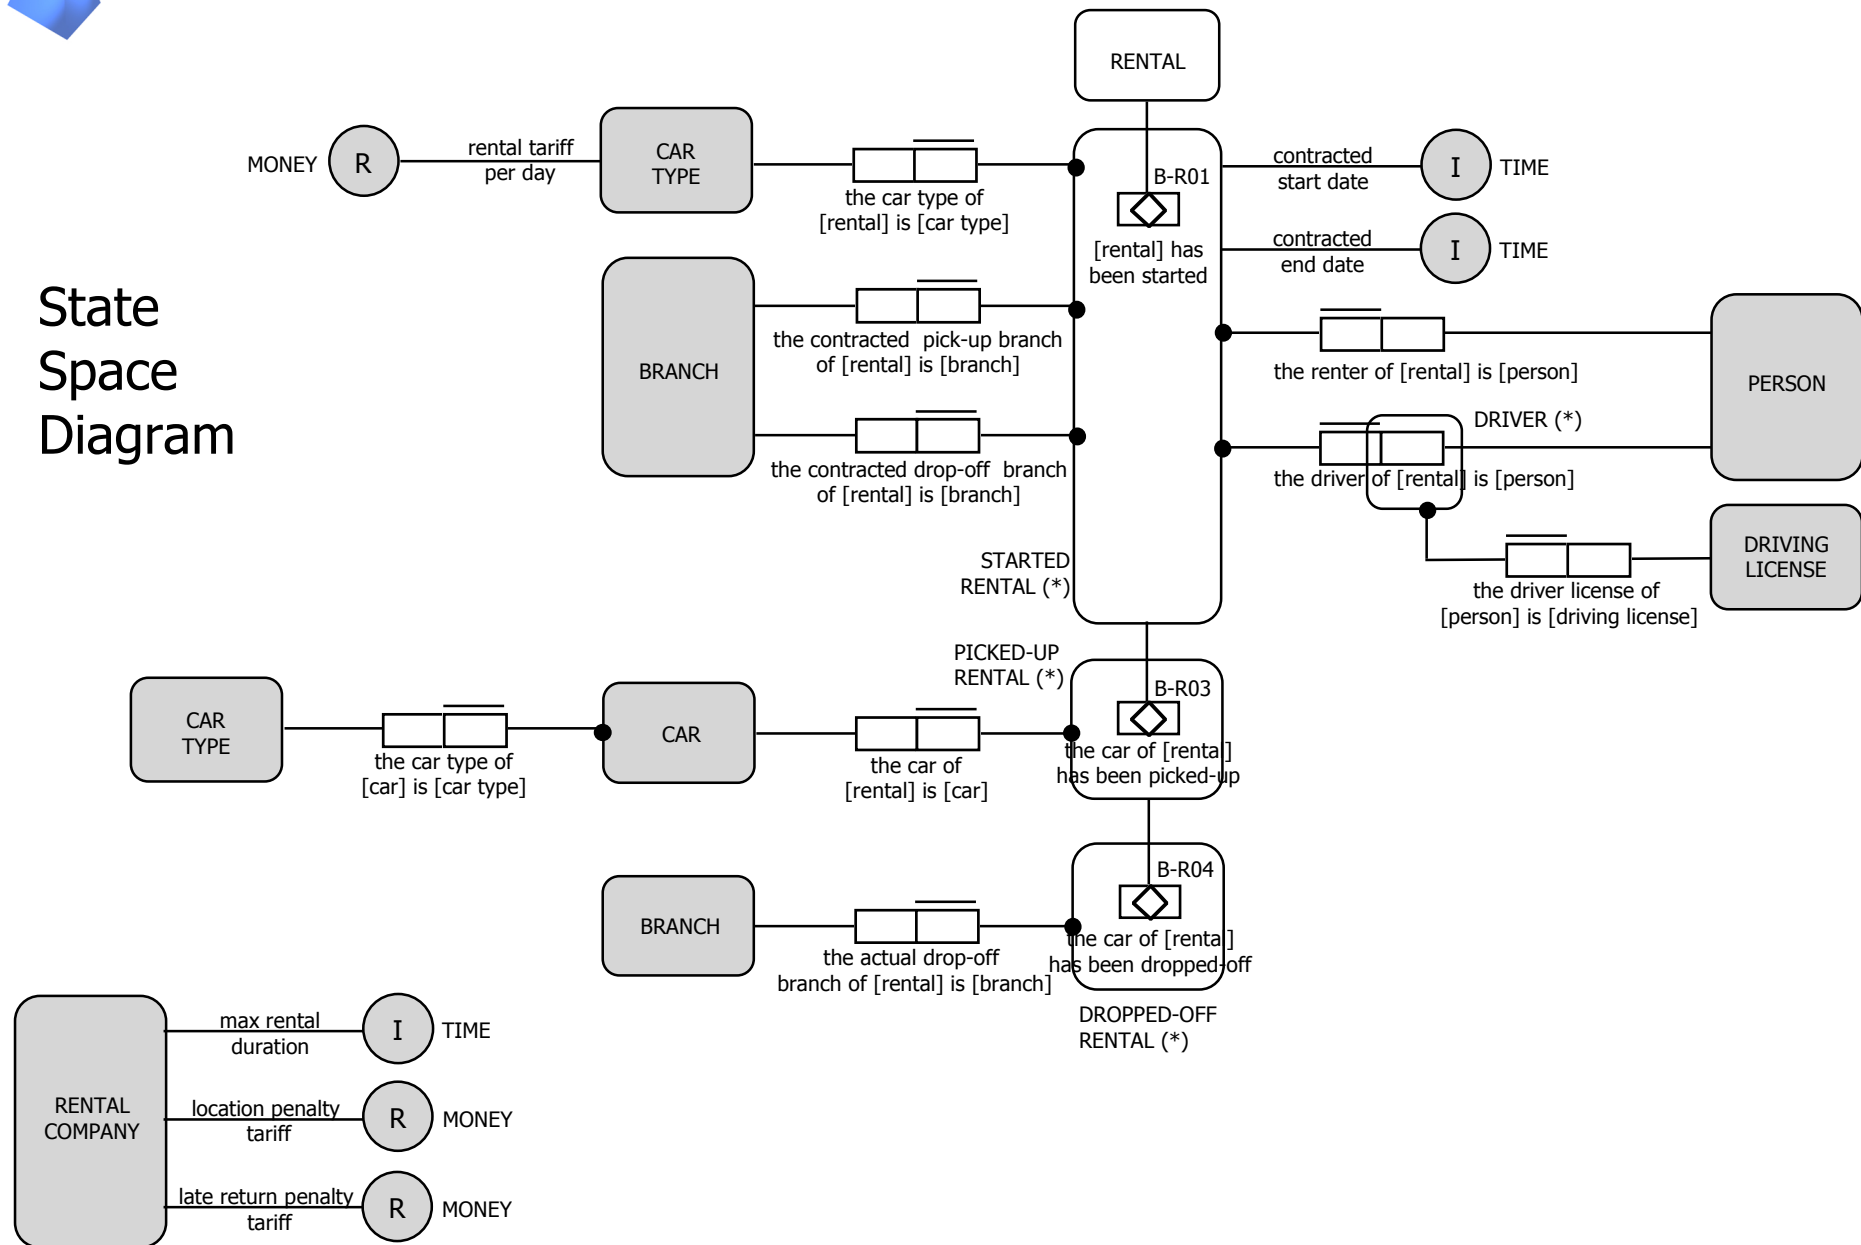 State
Space
Diagram
RENTAL
MONEY
R
rental tariff
per day
CAR
TYPE
the car type of
[rental] is [car type]
B-R01
[rental] has
been started
contracted
start date
I
TIME
contracted
end date
I
TIME
BRANCH
the contracted  pick-up branch
of [rental] is [branch]
the contracted drop-off  branch
of [rental] is [branch]
the renter of [rental] is [person]
PERSON
DRIVER (*)
the driver of [rental] is [person]
DRIVING
LICENSE
the driver license of
[person] is [driving license]
STARTED
RENTAL (*)
PICKED-UP
RENTAL (*)
B-R03
the car of [rental]
has been picked-up
CAR
TYPE
the car type of
[car] is [car type]
CAR
the car of
[rental] is [car]
BRANCH
the actual drop-off
branch of [rental] is [branch]
B-R04
the car of [rental]
has been dropped-off
DROPPED-OFF
RENTAL (*)
RENTAL
COMPANY
max rental
duration
I
TIME
location penalty
tariff
R
MONEY
late return penalty
tariff
R
MONEY